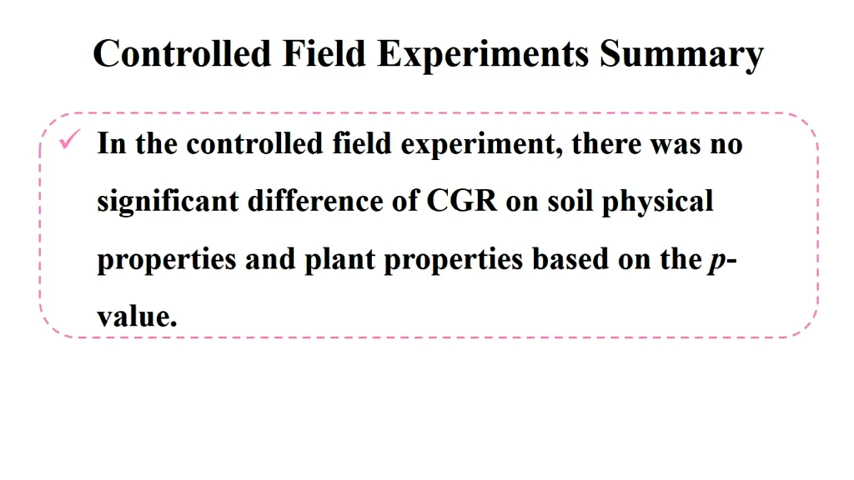 Controlled Field Experiments Summary
✓ In the controlled field experiment, there was no
significant difference of CGR on soil physical
properties and plant properties based on the p-
value.